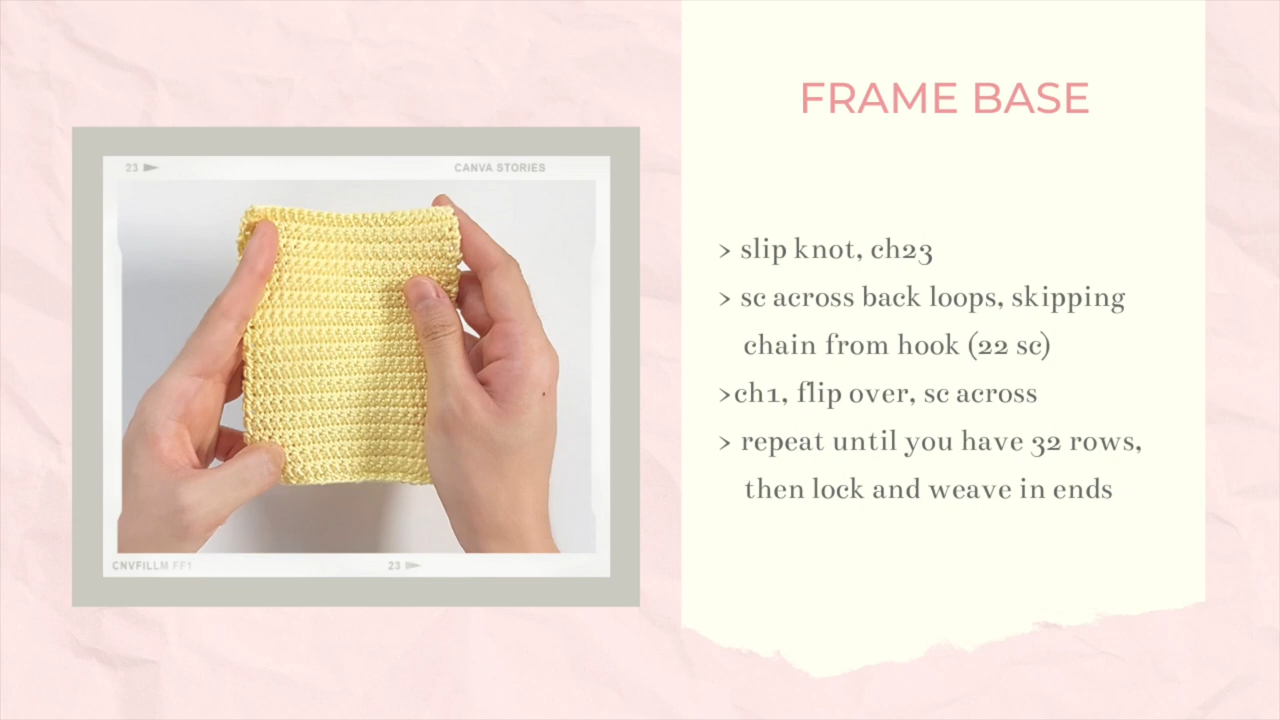 23
CANVA STORIES
CNVFILLM FF1
23
FRAME BASE
> slip knot, ch23
> sc across back loops, skipping
chain from hook (22 sc)
>ch1, flip over, sc across
> repeat until you have 32 rows,
then lock and weave in ends